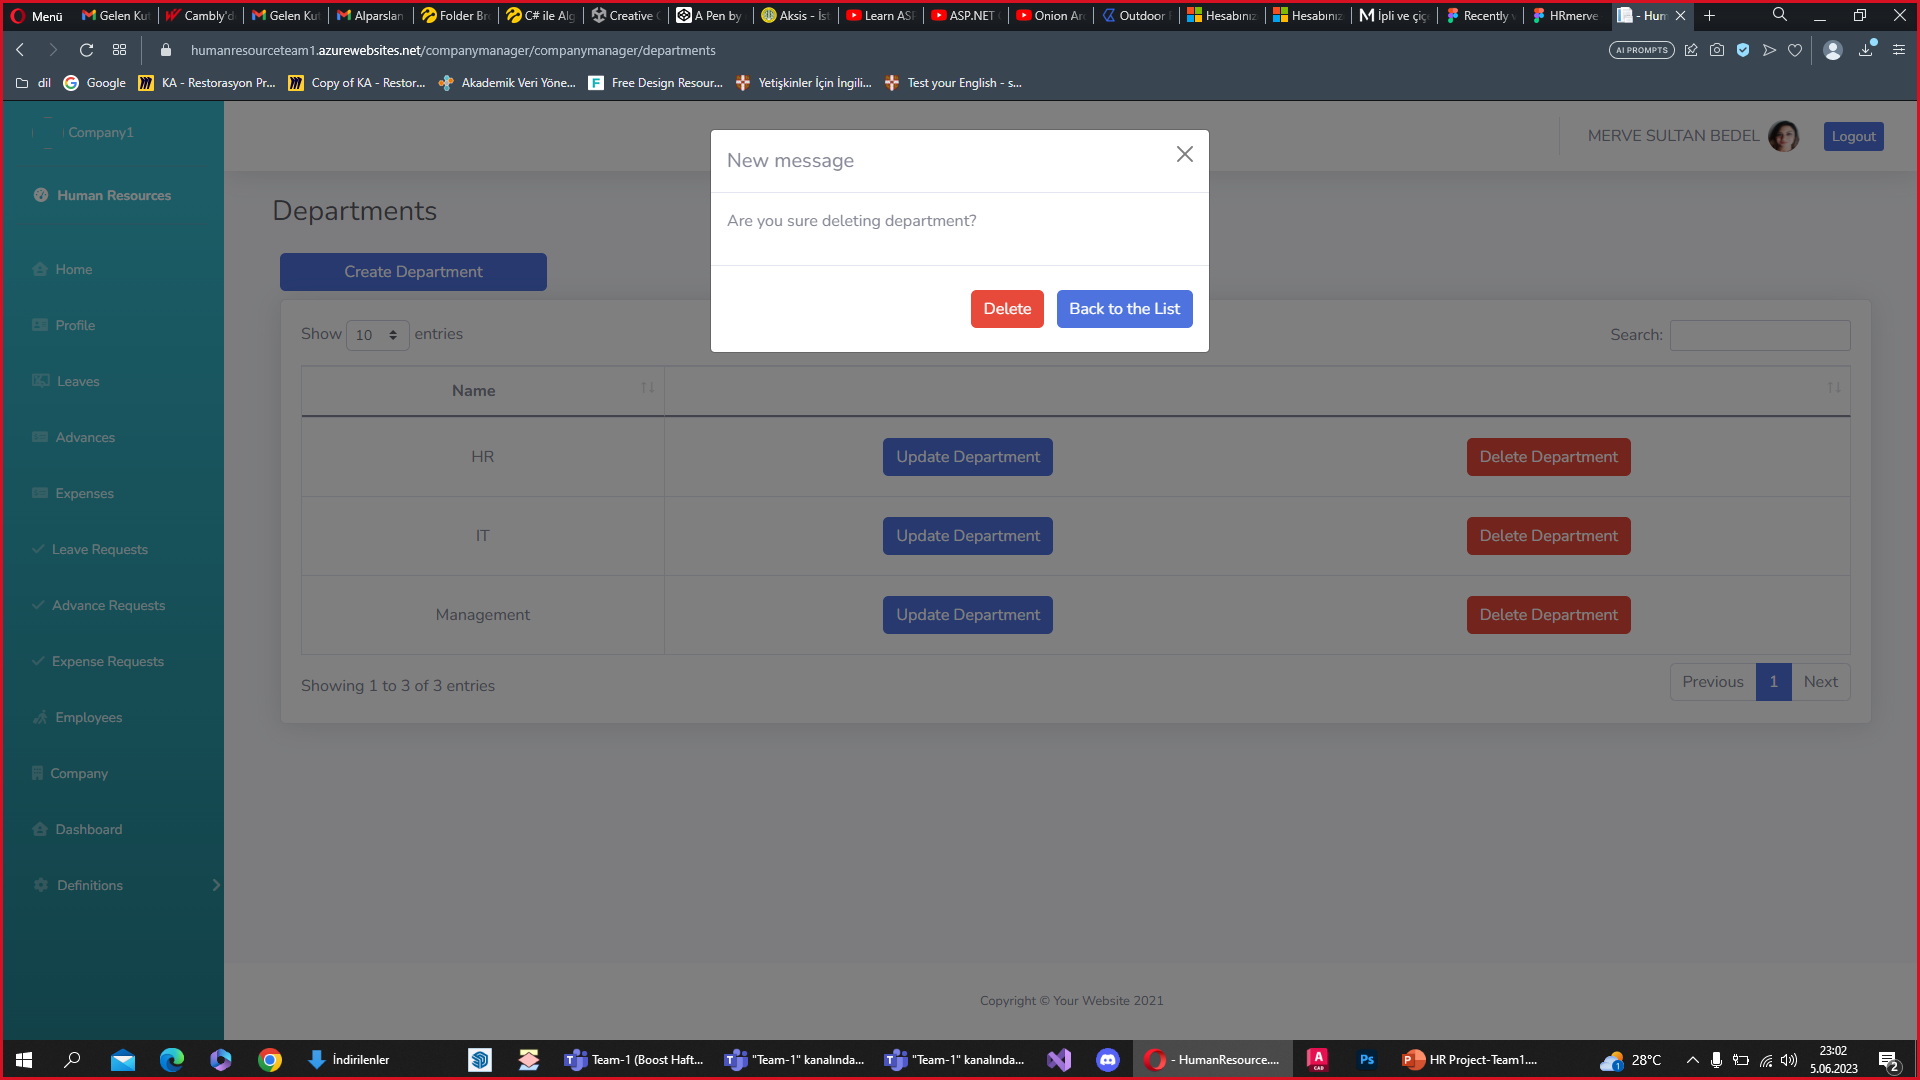 Menü
Gelen Kut
Cambly'd
Gelen Kut
Alparslan
Folder Br
C# ile Alg
Creative C
A Pen by
Aksis - İst
Learn ASP
ASP.NET C
Onion Arc
Outdoor F
Hesabınız
Hesabınız
İpli ve çiç
Recently v
HRmerve
- Hum
humanresourceteam1.azurewebsites.net/companymanager/companymanager/departments
AI PROMPTS
dil
Google
KA - Restorasyon Pr...
Copy of KA - Restor...
Akademik Veri Yöne...
Free Design Resour...
Yetişkinler İçin İngili...
Test your English - s...
Company1
Human Resources
Home
Profile
Leaves
Advances
Expenses
Leave Requests
Advance Requests
Expense Requests
Employees
Company
Dashboard
Definitions
MERVE SULTAN BEDEL
Logout
Departments
Create Department
New message
Are you sure deleting department?
Delete
Back to the List
Show 10 entries
Search:
Name
HR
Update Department
Delete Department
IT
Update Department
Delete Department
Management
Update Department
Delete Department
Showing 1 to 3 of 3 entries
Previous
1
Next
Copyright © Your Website 2021
İndirilenler
Team-1 (Boost Haft...
"Team-1" kanalında...
"Team-1" kanalında...
- HumanResource....
A
CAD
Ps
HR Project-Team1....
1
28°C
23:02
5.06.2023
2